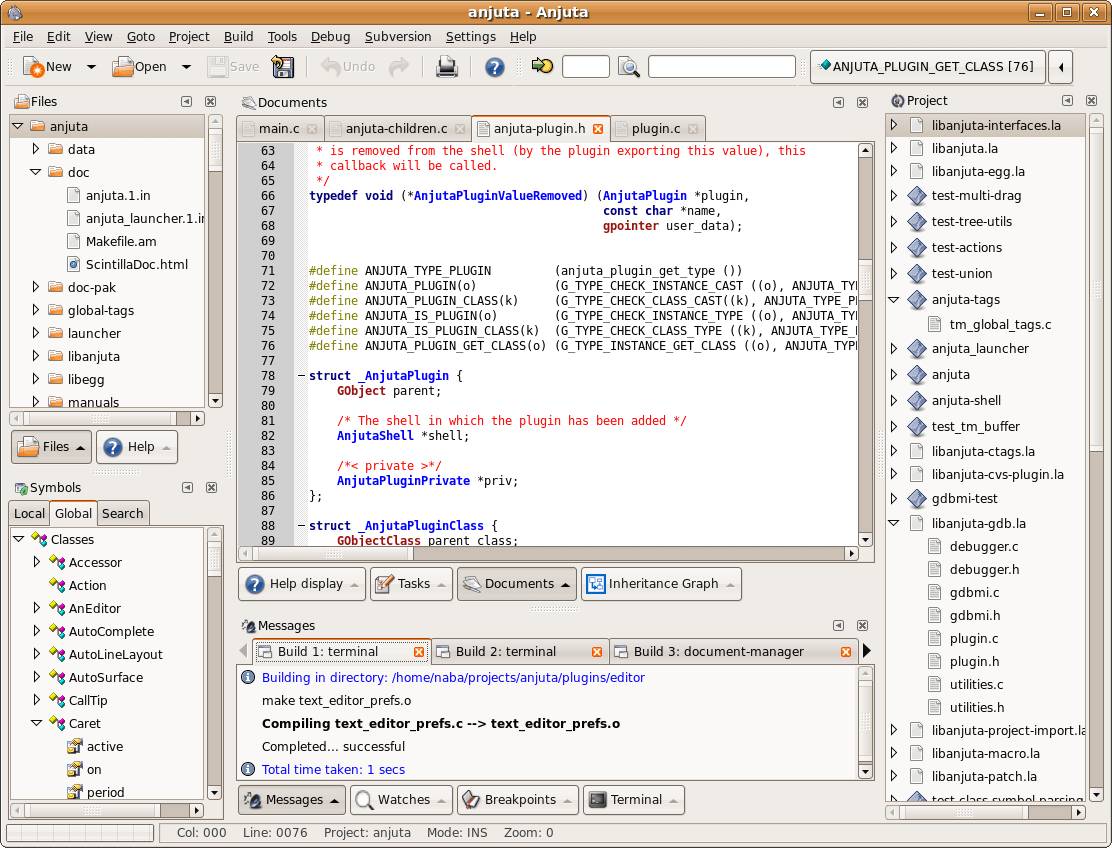 anjuta - Anjuta
File Edit View Goto Project Build Tools Debug Subversion Settings Help
New Open Save Undo ANJUTA_PLUGIN_GET_CLASS [76]
Files
anjuta
data
doc
anjuta.1.in
anjuta_launcher.1.in
Makefile.am
ScintillaDoc.html
doc-pak
global-tags
launcher
libanjuta
libegg
manuals
Files Help
Symbols
Local Global Search
Classes
Accessor
Action
AnEditor
AutoComplete
AutoLineLayout
AutoSurface
CallTip
Caret
active
on
period
Documents
main.c anjuta-children.c anjuta-plugin.h plugin.c
63 * is removed from the shell (by the plugin exporting this value), this
64 * callback will be called.
65 */
66 typedef void (*AnjutaPluginValueRemoved) (AnjutaPlugin *plugin,
67 const char *name,
68 gpointer user_data);
69
70
71 #define ANJUTA_TYPE_PLUGIN (anjuta_plugin_get_type ())
72 #define ANJUTA_PLUGIN(o) (G_TYPE_CHECK_INSTANCE_CAST ((o), ANJUTA_TYP
73 #define ANJUTA_PLUGIN_CLASS(k) (G_TYPE_CHECK_CLASS_CAST((k), ANJUTA_TYPE_P
74 #define ANJUTA_IS_PLUGIN(o) (G_TYPE_CHECK_INSTANCE_TYPE ((o), ANJUTA_TY
75 #define ANJUTA_IS_PLUGIN_CLASS(k) (G_TYPE_CHECK_CLASS_TYPE ((k), ANJUTA_TYPE_
76 #define ANJUTA_PLUGIN_GET_CLASS(o) (G_TYPE_INSTANCE_GET_CLASS ((o), ANJUTA_TYP
77
78 struct _AnjutaPlugin {
79 GObject parent;
80
81 /* The shell in which the plugin has been added */
82 AnjutaShell *shell;
83
84 /*< private >*/
85 AnjutaPluginPrivate *priv;
86 };
87
88 struct _AnjutaPluginClass {
89 GObjectClass parent_class;
Help display Tasks Documents Inheritance Graph
Messages
Build 1: terminal Build 2: terminal Build 3: document-manager
Building in directory: /home/naba/projects/anjuta/plugins/editor
make text_editor_prefs.o
Compiling text_editor_prefs.c --> text_editor_prefs.o
Completed... successful
Total time taken: 1 secs
Messages Watches Breakpoints Terminal
Project
libanjuta-interfaces.la
libanjuta.la
libanjuta-egg.la
test-multi-drag
test-tree-utils
test-actions
test-union
anjuta-tags
tm_global_tags.c
anjuta_launcher
anjuta
anjuta-shell
test_tm_buffer
libanjuta-ctags.la
libanjuta-cvs-plugin.la
gdbmi-test
libanjuta-gdb.la
debugger.c
debugger.h
gdbmi.c
gdbmi.h
plugin.c
plugin.h
utilities.c
utilities.h
libanjuta-project-import.la
libanjuta-macro.la
libanjuta-patch.la
test-class-symbol-parsing
Col: 000 Line: 0076 Project: anjuta Mode: INS Zoom: 0